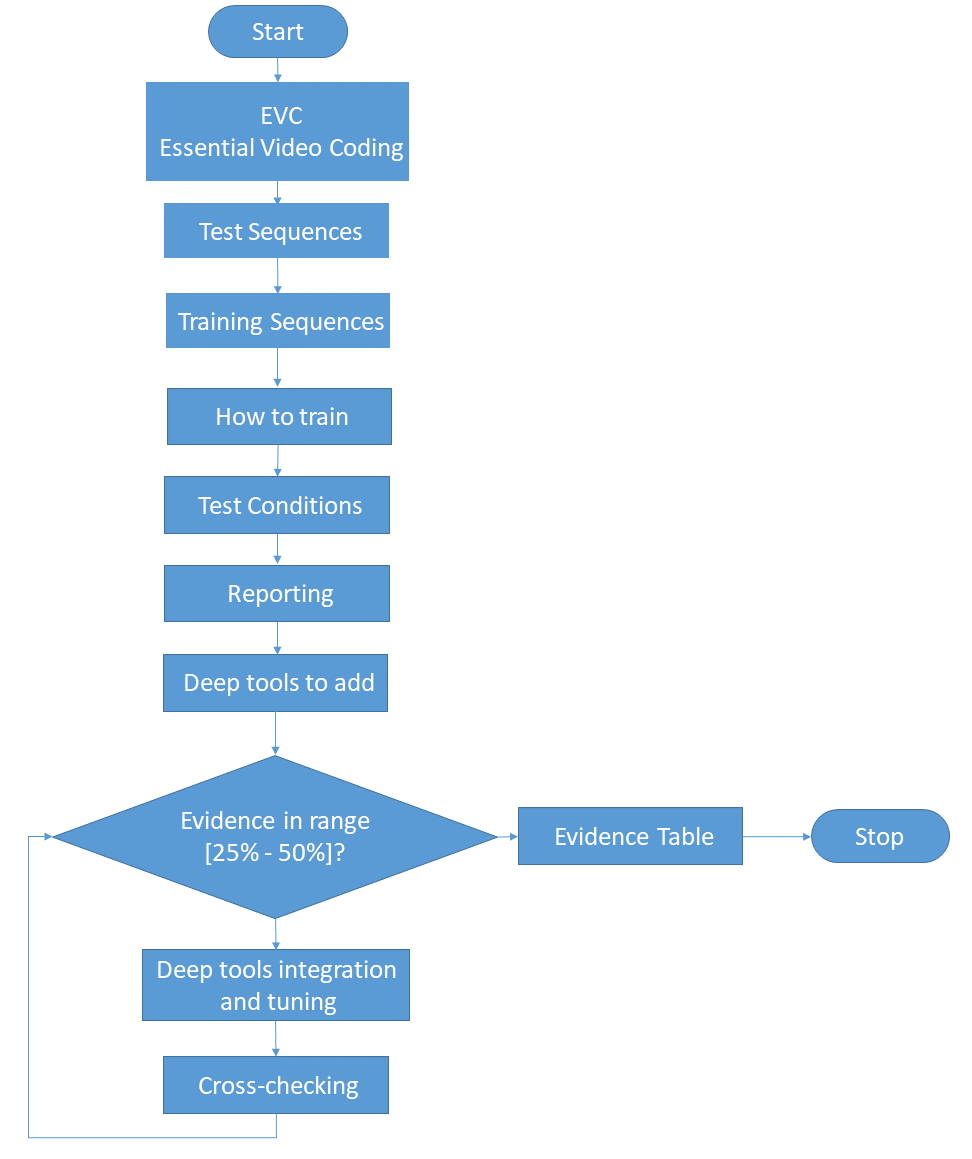 Start
EVC
Essential Video Coding
Test Sequences
Training Sequences
How to train
Test Conditions
Reporting
Deep tools to add
Evidence in range
[25% - 50%]?
Evidence Table
Stop
Deep tools integration
and tuning
Cross-checking